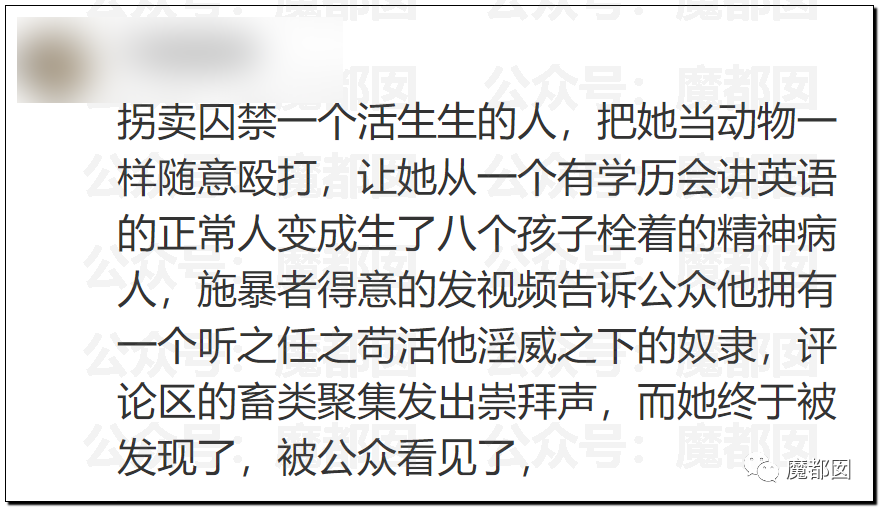 公众号：魔都囡
拐卖囚禁一个活生生的人，把她当动物一
样随意殴打，让她从一个有学历会讲英语
的正常人变成生了八个孩子栓着的精神病
人，施暴者得意的发视频告诉公众他拥有
一个听之任之苟活他淫威之下的奴隶，评
论区的畜类聚集发出崇拜声，而她终于被
发现了，被公众看见了，
魔都囡